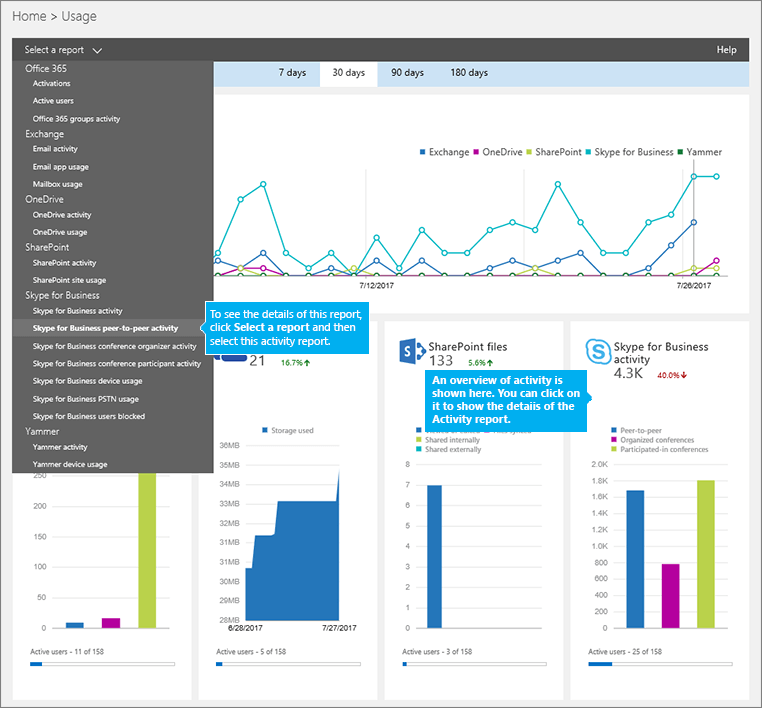 Home > Usage
Select a report
Help
7 days
30 days
90 days
180 days
Office 365
Activations
Active users
Office 365 groups activity
Exchange
Email activity
Email app usage
Mailbox usage
OneDrive
OneDrive activity
OneDrive usage
SharePoint
SharePoint activity
SharePoint site usage
Skype for Business
Skype for Business activity
Skype for Business peer-to-peer activity
Skype for Business conference organizer activity
Skype for Business conference participant activity
Skype for Business device usage
Skype for Business PSTN usage
Skype for Business users blocked
Yammer
Yammer activity
Yammer device usage
Exchange
OneDrive
SharePoint
Skype for Business
Yammer
7/12/2017
7/26/2017
To see the details of this report,
click Select a report and then
select this activity report.
250
200
150
100
50
0
Active users - 11 of 158
21
16.7%
Storage used
36MB
35MB
34MB
33MB
32MB
31MB
30MB
29MB
28MB
6/28/2017
7/27/2017
Active users - 5 of 158
S
SharePoint files
133
5.6%
An overview of activity is
shown here. You can click on
it to show the details of the
Activity report.
Shared internally
Shared externally
8
7
6
5
4
3
2
1
0
Active users - 3 of 158
S
Skype for Business
activity
4.3K
40.0%
Peer-to-peer
Organized conferences
Participated-in conferences
2.0K
1.8K
1.6K
1.4K
1.2K
1.0K
800
600
400
200
0
Active users - 25 of 158